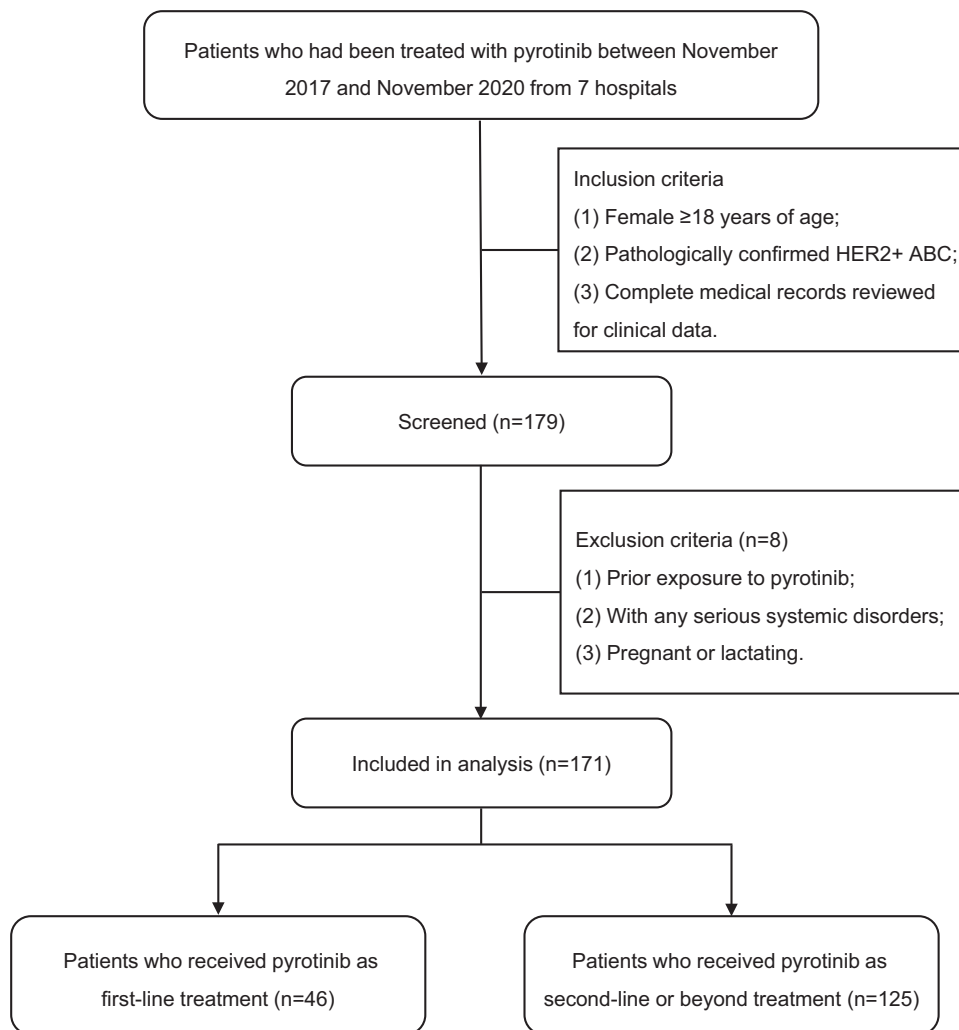 Patients who had been treated with pyrotinib between November
2017 and November 2020 from 7 hospitals
Inclusion criteria
(1) Female ≥18 years of age;
(2) Pathologically confirmed HER2+ ABC;
(3) Complete medical records reviewed
for clinical data.
Screened (n=179)
Exclusion criteria (n=8)
(1) Prior exposure to pyrotinib;
(2) With any serious systemic disorders;
(3) Pregnant or lactating.
Included in analysis (n=171)
Patients who received pyrotinib as
first-line treatment (n=46)
Patients who received pyrotinib as
second-line or beyond treatment (n=125)